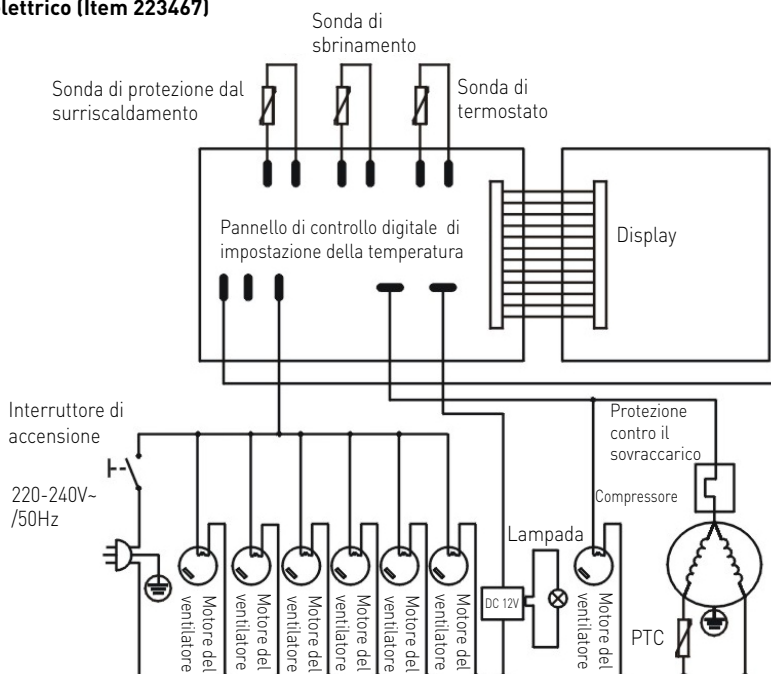 lettrico (Item 223467)
Sonda di
sbrinamento
Sonda di protezione dal
surriscaldamento
Sonda di
termostato
Pannello di controllo digitale di
impostazione della temperatura
Display
Interruttore di
accensione
220-240V~
/50Hz
Protezione
contro il
sovraccarico
Compressore
Lampada
DC 12V
PTC
Motore del
ventilatore
Motore del
ventilatore
Motore del
ventilatore
Motore del
ventilatore
Motore del
ventilatore
Motore del
ventilatore
Motore del
ventilatore